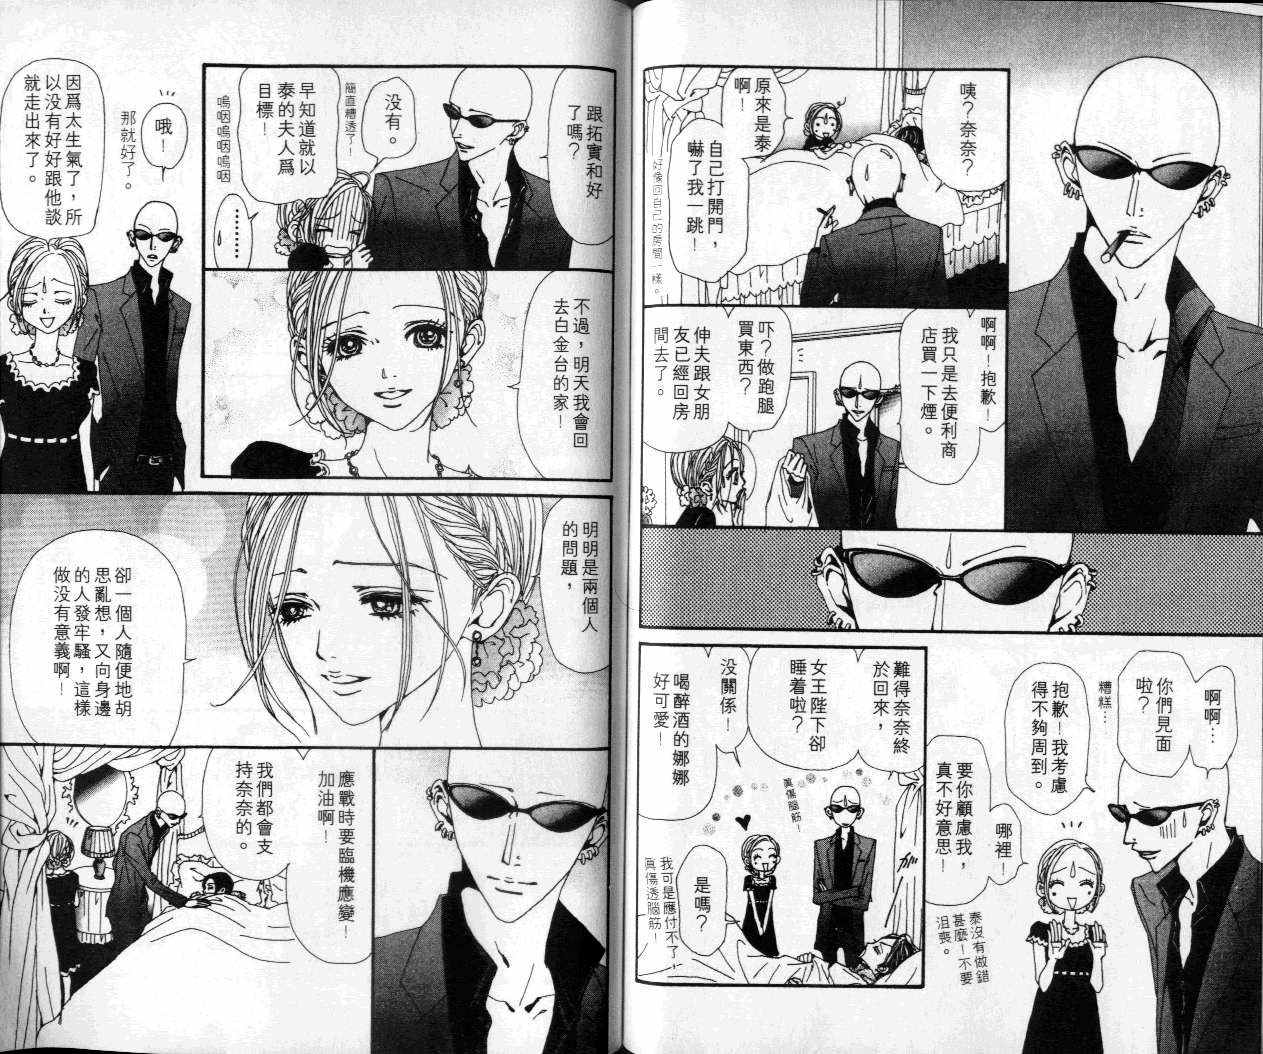 咦？奈奈？
原來是泰
啊！
自己打開門，
嚇了我一跳！
好像回自己的房間一樣。
啊啊！抱歉！
我只是去便利商
店買一下煙。
吓？做跑腿
買東西？
伸夫跟女朋
友已經回房
間去了。
啊啊⋯
你們見面
啦？
糟糕⋯
抱歉！我考慮
得不夠周到。
哪裡！
要你顧慮我，
真不好意思！
泰沒有做錯
甚麼！不要
沮喪。
難得奈奈終
於回來，
女王陛下卻
睡着啦？
真傷腦筋！
没關係！
喝醉酒的娜娜
好可愛！
是嗎？
我可是應付不了，
真傷透腦筋！
跟拓實和好
了嗎？
没有。
簡直糟透了！
早知道就以
泰的夫人爲
目標！
嗚咽嗚咽嗚咽
⋯⋯⋯
不過，明天我會回
去白金台的家！
哦！
那就好了。
因爲太生氣了，所
以没有好好跟他談
就走出來了。
明明是兩個人
的問題，
卻一個人隨便地胡
思亂想，又向身邊
的人發牢騷，這樣
做没有意義啊！
應戰時要臨機應變！
加油啊！
我們都會支
持奈奈的。